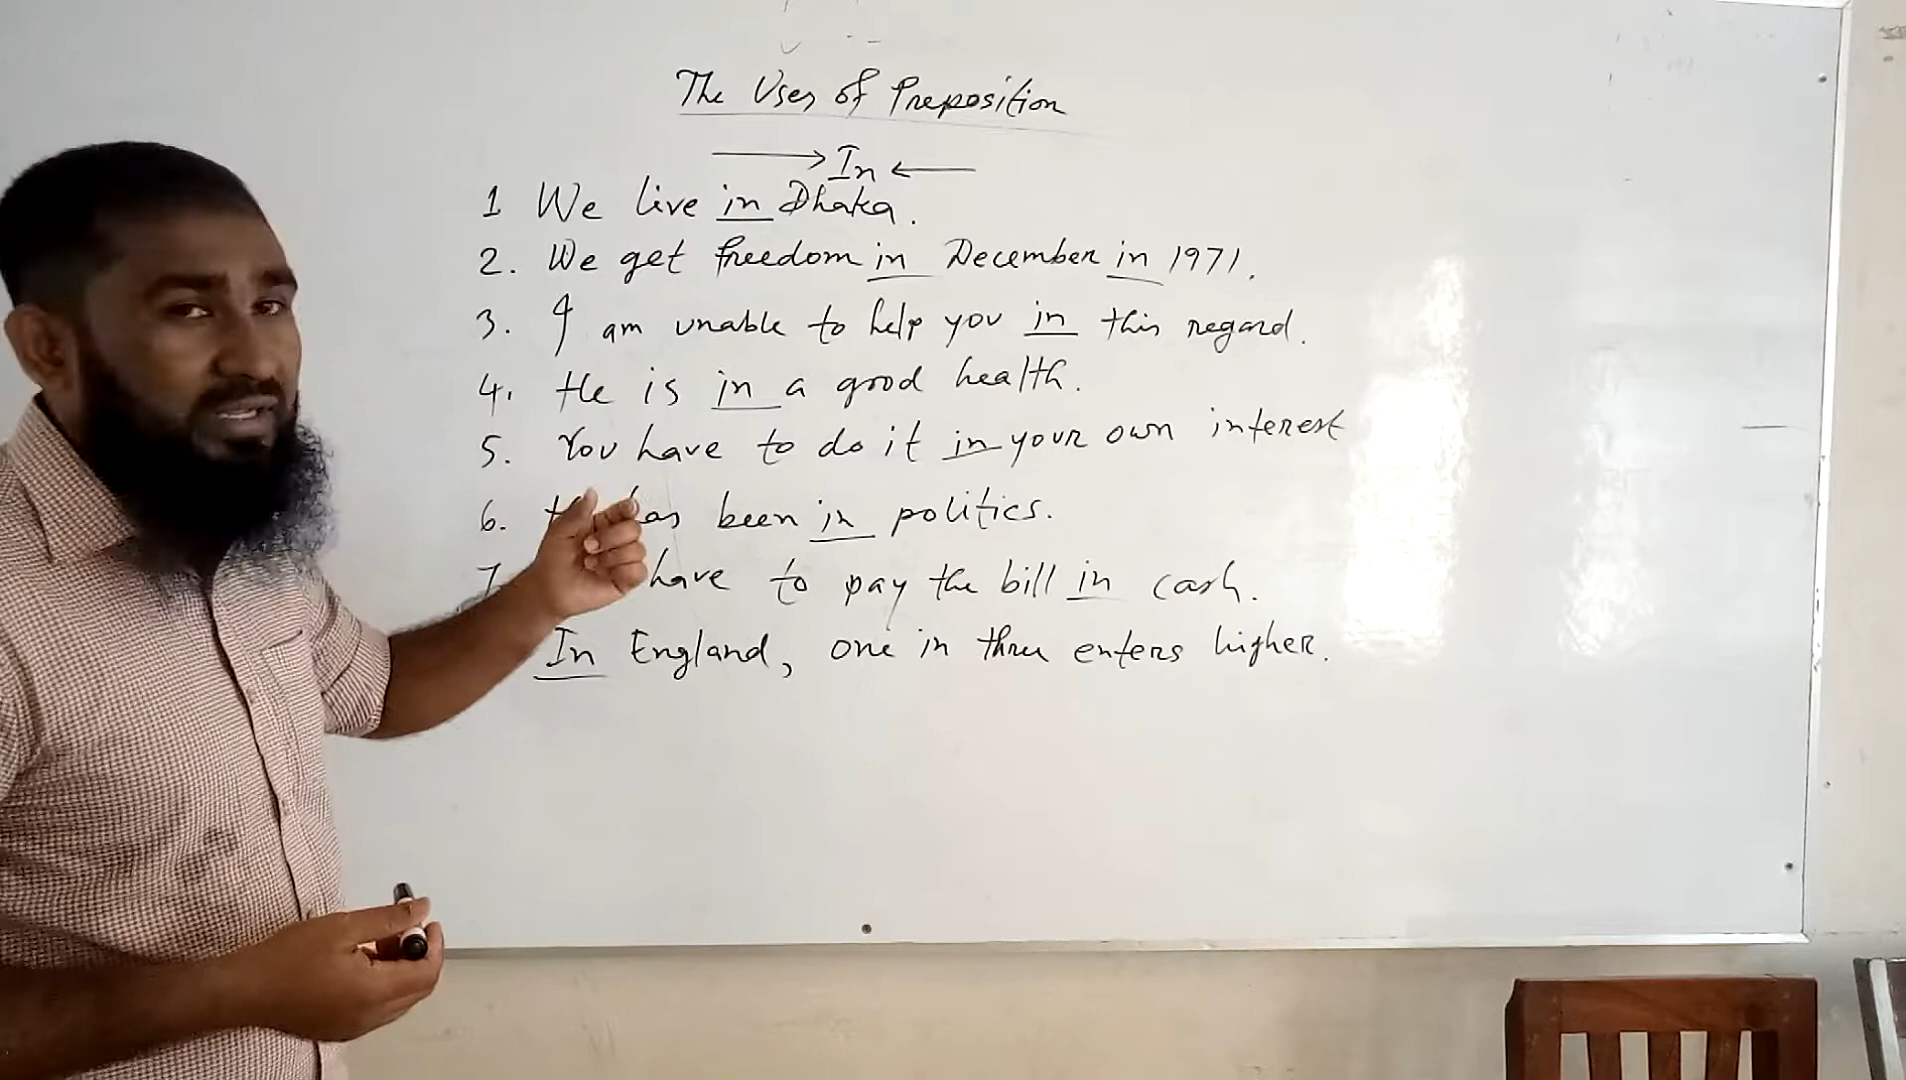 The Uses of Preposition
→ In ←
1 We live in Dhaka.
2. We get freedom in December in 1971.
3. I am unable to help you in this regard.
4. He is in a good health.
5. You have to do it in your own interest
6. has been in politics.
7 have to pay the bill in cash.
In England, one in three enters higher.